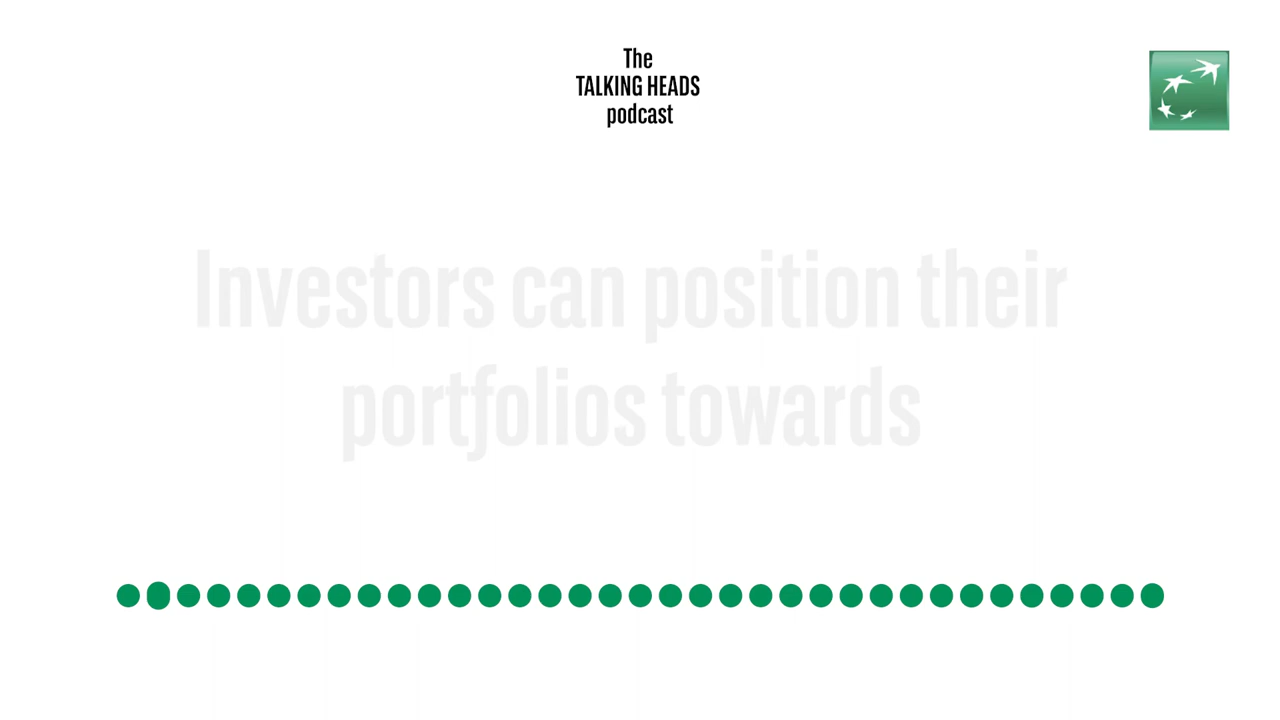 The
TALKING HEADS
podcast
Investors can position their
portfolios towards